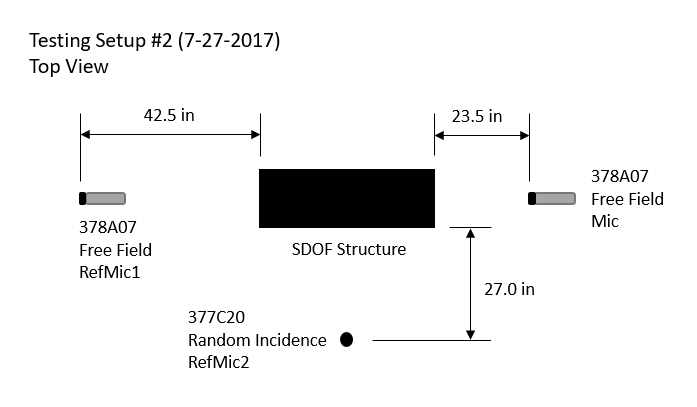 Testing Setup #2 (7-27-2017)
Top View
42.5 in
23.5 in
378A07
Free Field
Mic
378A07
Free Field
RefMic1
SDOF Structure
27.0 in
377C20
Random Incidence
RefMic2